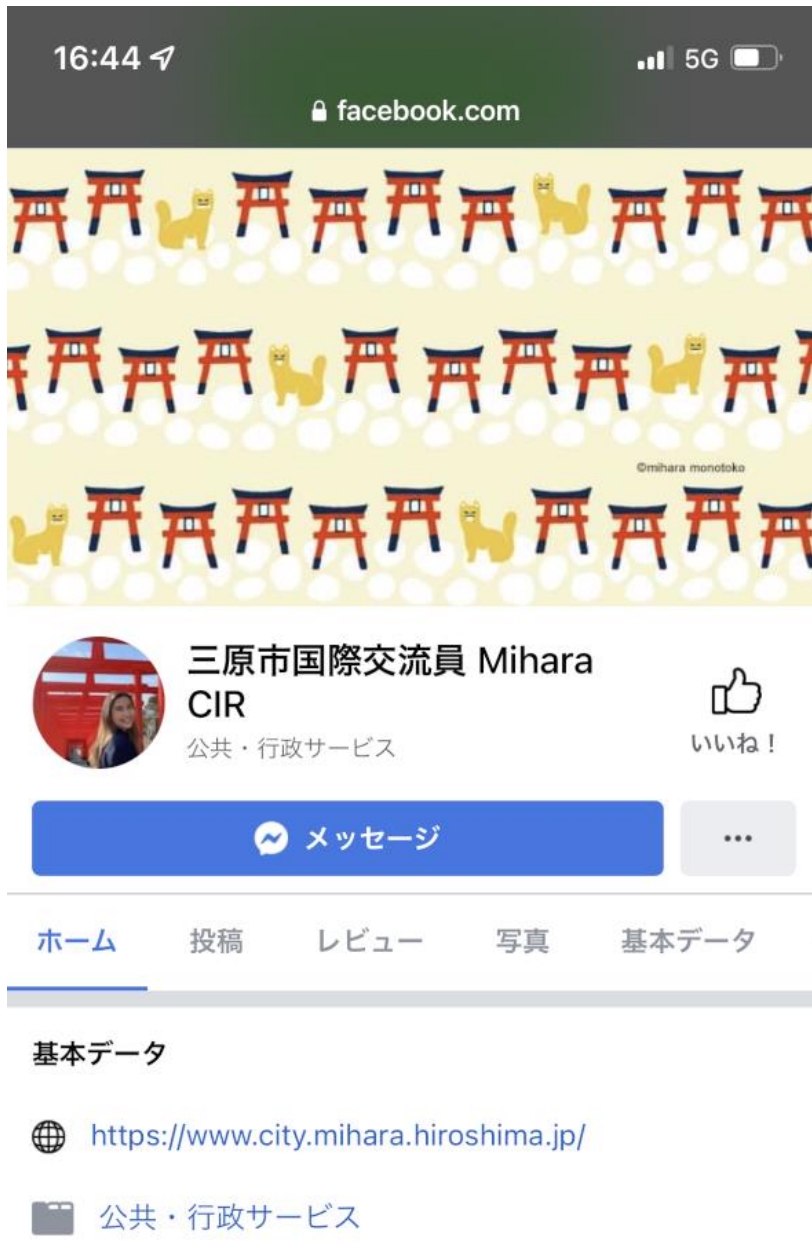 16:44
5G
facebook.com
©mihara monotoko
三原市国際交流員 Mihara
CIR
公共・行政サービス
いいね！
メッセージ
ホーム 投稿 レビュー 写真 基本データ
基本データ
https://www.city.mihara.hiroshima.jp/
公共・行政サービス